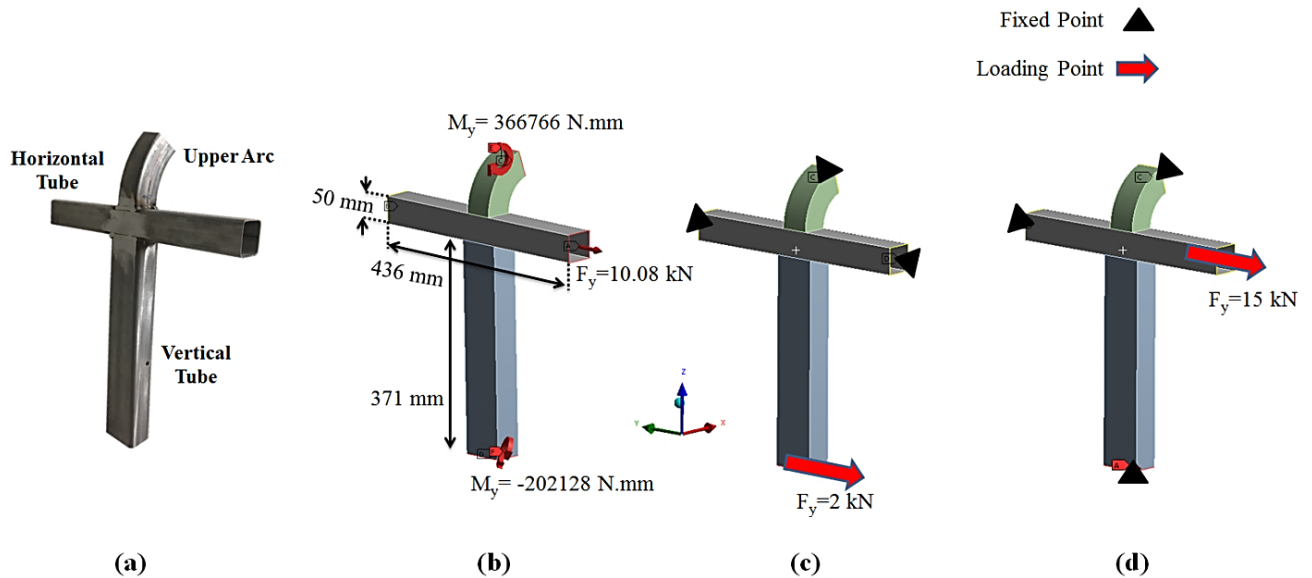 Fixed Point
Loading Point
Horizontal
Tube
Upper Arc
Vertical
Tube
My= 366766 N.mm
50 mm
436 mm
Fy=10.08 kN
371 mm
My= -202128 N.mm
C
A
C
D
Z
Y
X
Fy=2 kN
C
Fy=15 kN
A
(a)
(b)
(c)
(d)